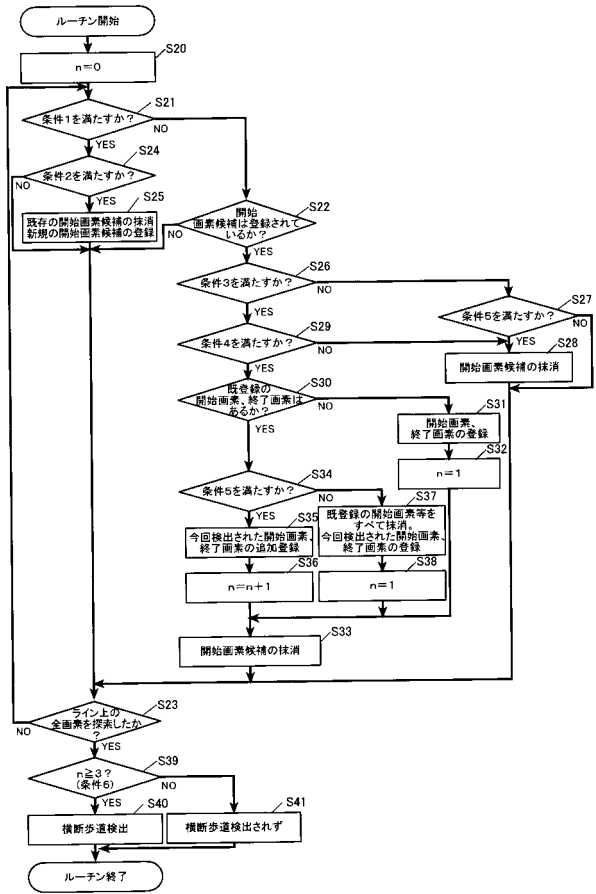 ルーチン開始
S20
n=0
S21
条件1を満たすか？
NO
YES
S24
条件2を満たすか？
NO
YES
S25
既存の開始画素候補の抹消
新規の開始画素候補の登録
S22
開始
画素候補は登録されて
いるか？
NO
YES
S26
条件3を満たすか？
NO
YES
S27
条件5を満たすか？
NO
YES
S29
条件4を満たすか？
NO
YES
S28
開始画素候補の抹消
S30
既登録の
開始画素、終了画素は
あるか？
NO
YES
S31
開始画素、
終了画素の登録
S32
n=1
S34
条件5を満たすか？
NO
YES
S35
今回検出された開始画素、
終了画素の追加登録
S37
既登録の開始画素等を
すべて抹消。
今回検出された開始画素、
終了画素の登録
S36
n=n+1
S38
n=1
S33
開始画素候補の抹消
S23
ライン上の
全画素を探索したか
？
NO
YES
S39
n≧3？
(条件6)
NO
YES
S40
横断歩道検出
S41
横断歩道検出されず
ルーチン終了